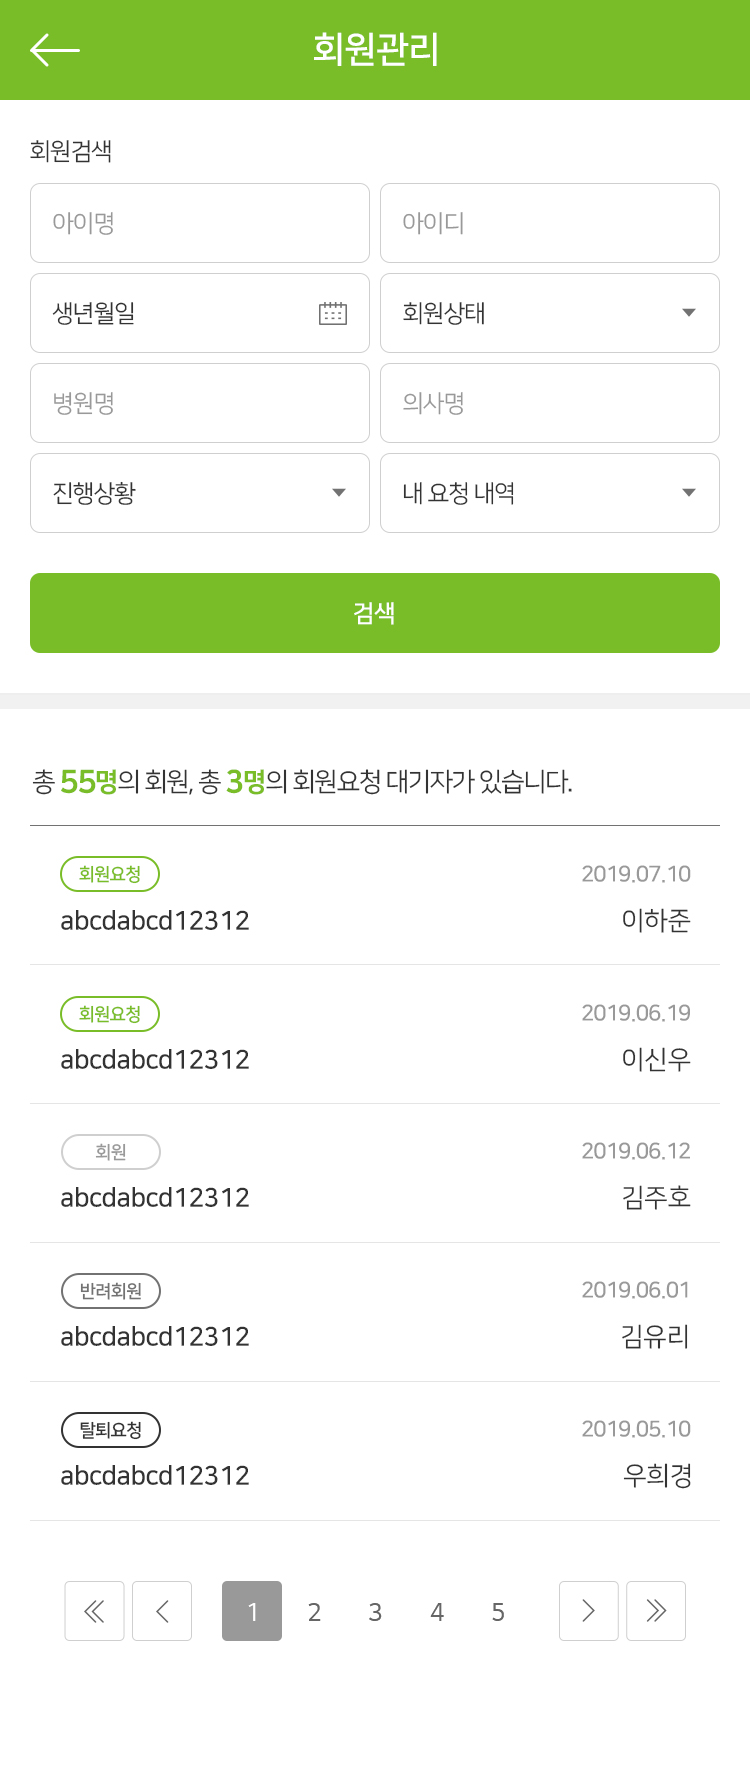 회원관리
회원검색
아이명 아이디
생년월일 회원상태
병원명 의사명
진행상황 내 요청 내역
검색
총 55명의 회원, 총 3명의 회원요청 대기자가 있습니다.
회원요청 2019.07.10
abcdabcd12312 이하준
회원요청 2019.06.19
abcdabcd12312 이신우
회원 2019.06.12
abcdabcd12312 김주호
반려회원 2019.06.01
abcdabcd12312 김유리
탈퇴요청 2019.05.10
abcdabcd12312 우희경
1 2 3 4 5